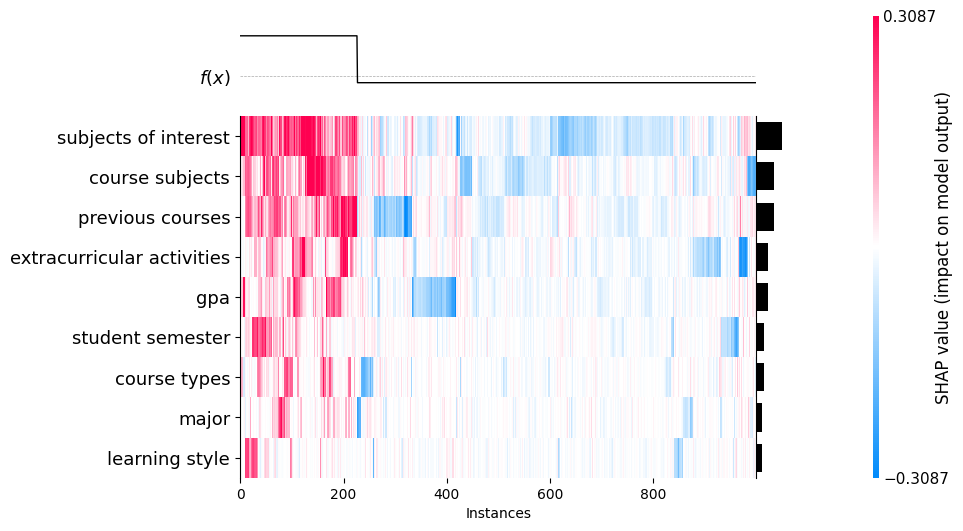 0.3087
f(x)
subjects of interest
course subjects
previous courses
extracurricular activities
gpa
student semester
course types
major
learning style
0 200 400 600 800
Instances
SHAP value (impact on model output)
−0.3087